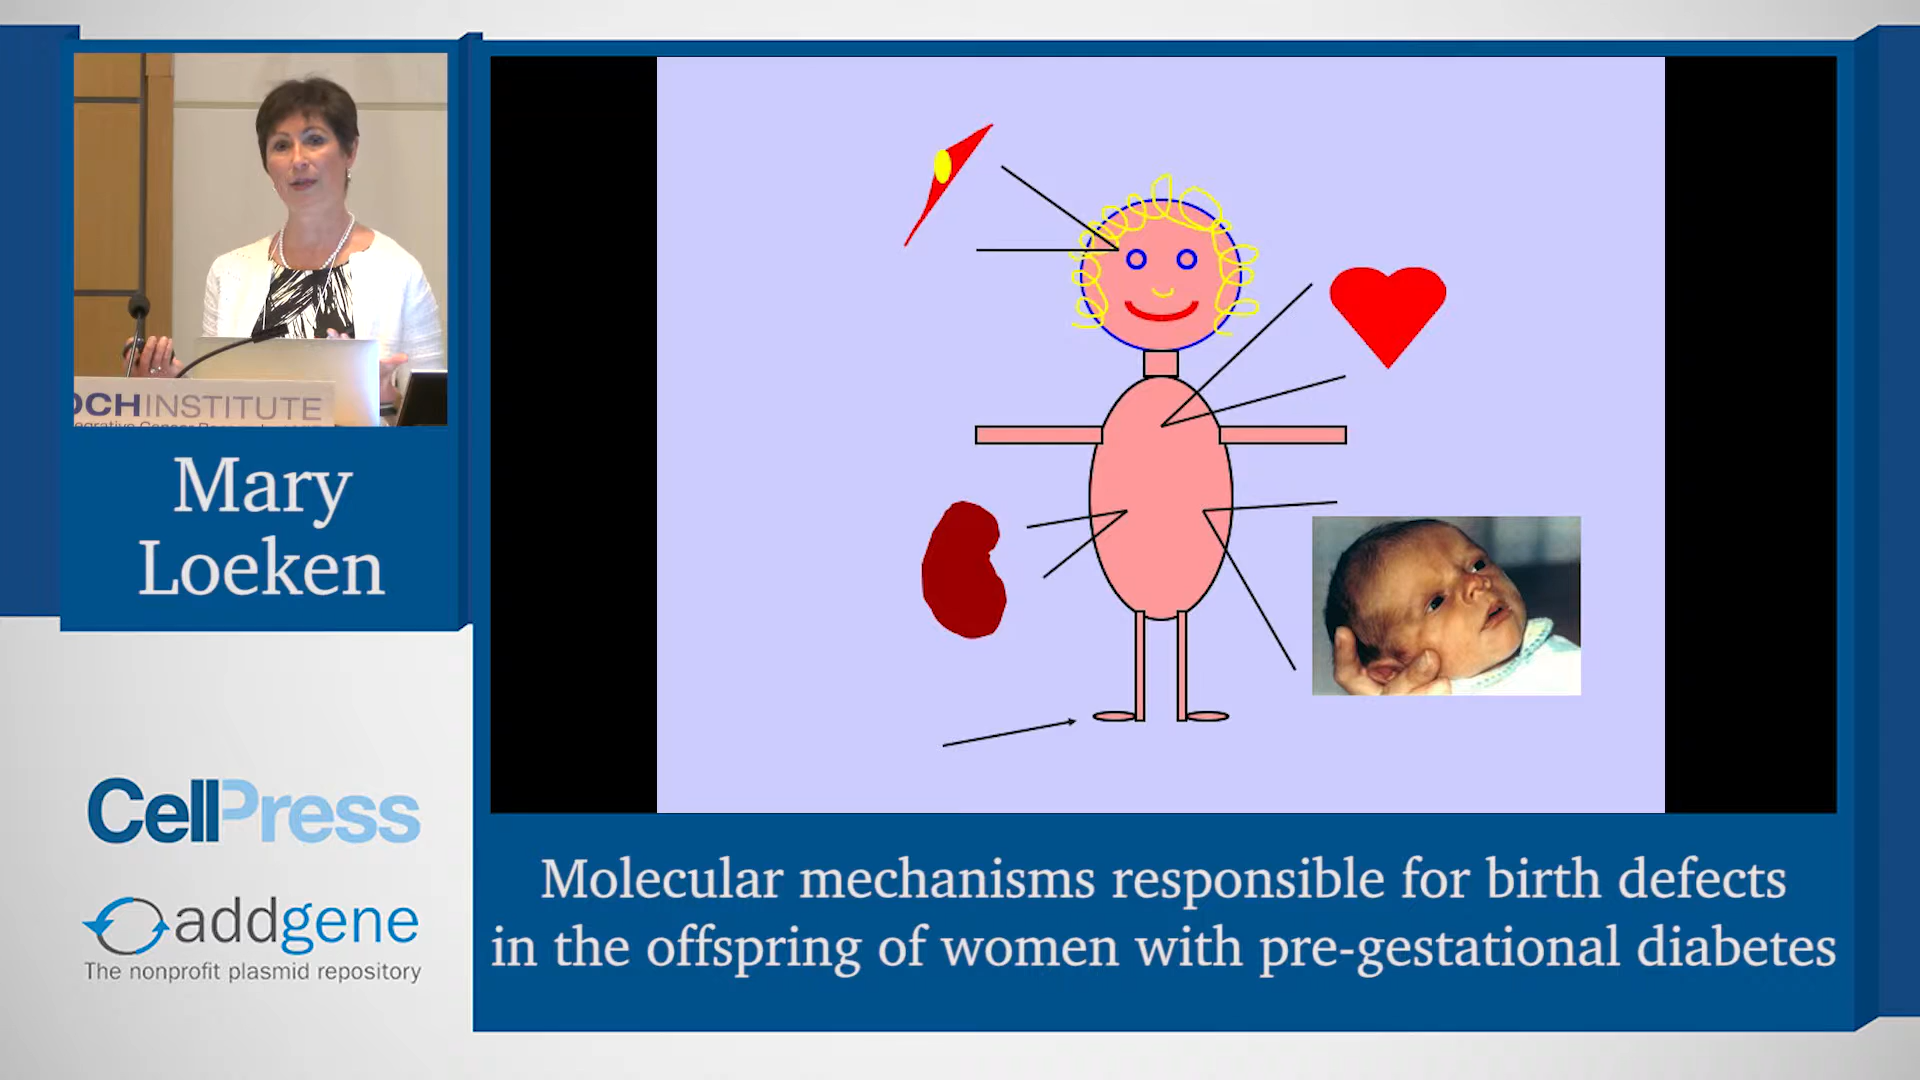 OCH INSTITUTE
Mary
Loeken
CellPress
addgene
The nonprofit plasmid repository
Molecular mechanisms responsible for birth defects
in the offspring of women with pre-gestational diabetes